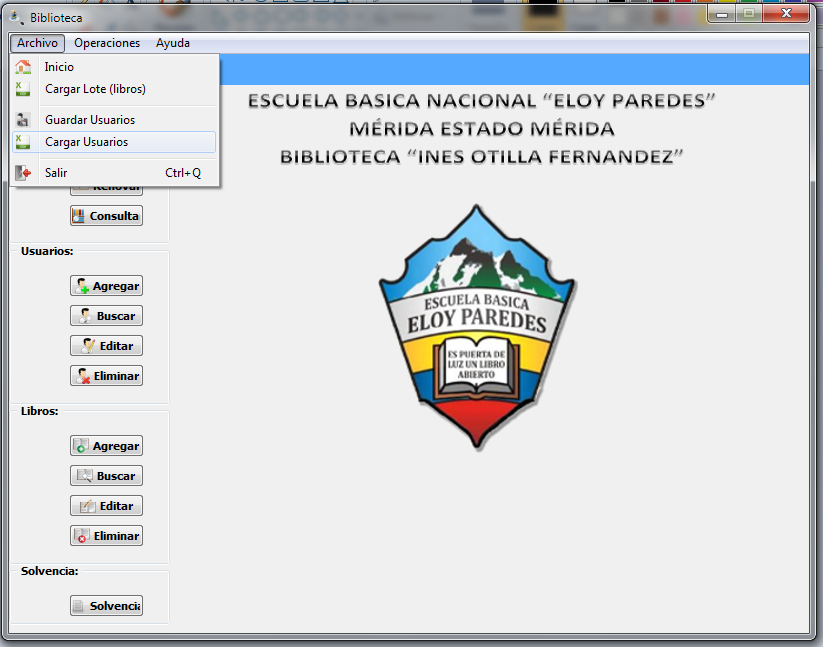 Biblioteca
Archivo Operaciones Ayuda
Inicio
Cargar Lote (libros)
Guardar Usuarios
Cargar Usuarios
Salir Ctrl+Q
ESCUELA BASICA NACIONAL “ELOY PAREDES”
MÉRIDA ESTADO MÉRIDA
BIBLIOTECA “INES OTILLA FERNANDEZ”
Renovar
Consulta
Usuarios:
Agregar
Buscar
Editar
Eliminar
Libros:
Agregar
Buscar
Editar
Eliminar
Solvencia:
Solvencia
ESCUELA BASICA
ELOY PAREDES
ES PUERTA DE
LUZ UN LIBRO
ABIERTO